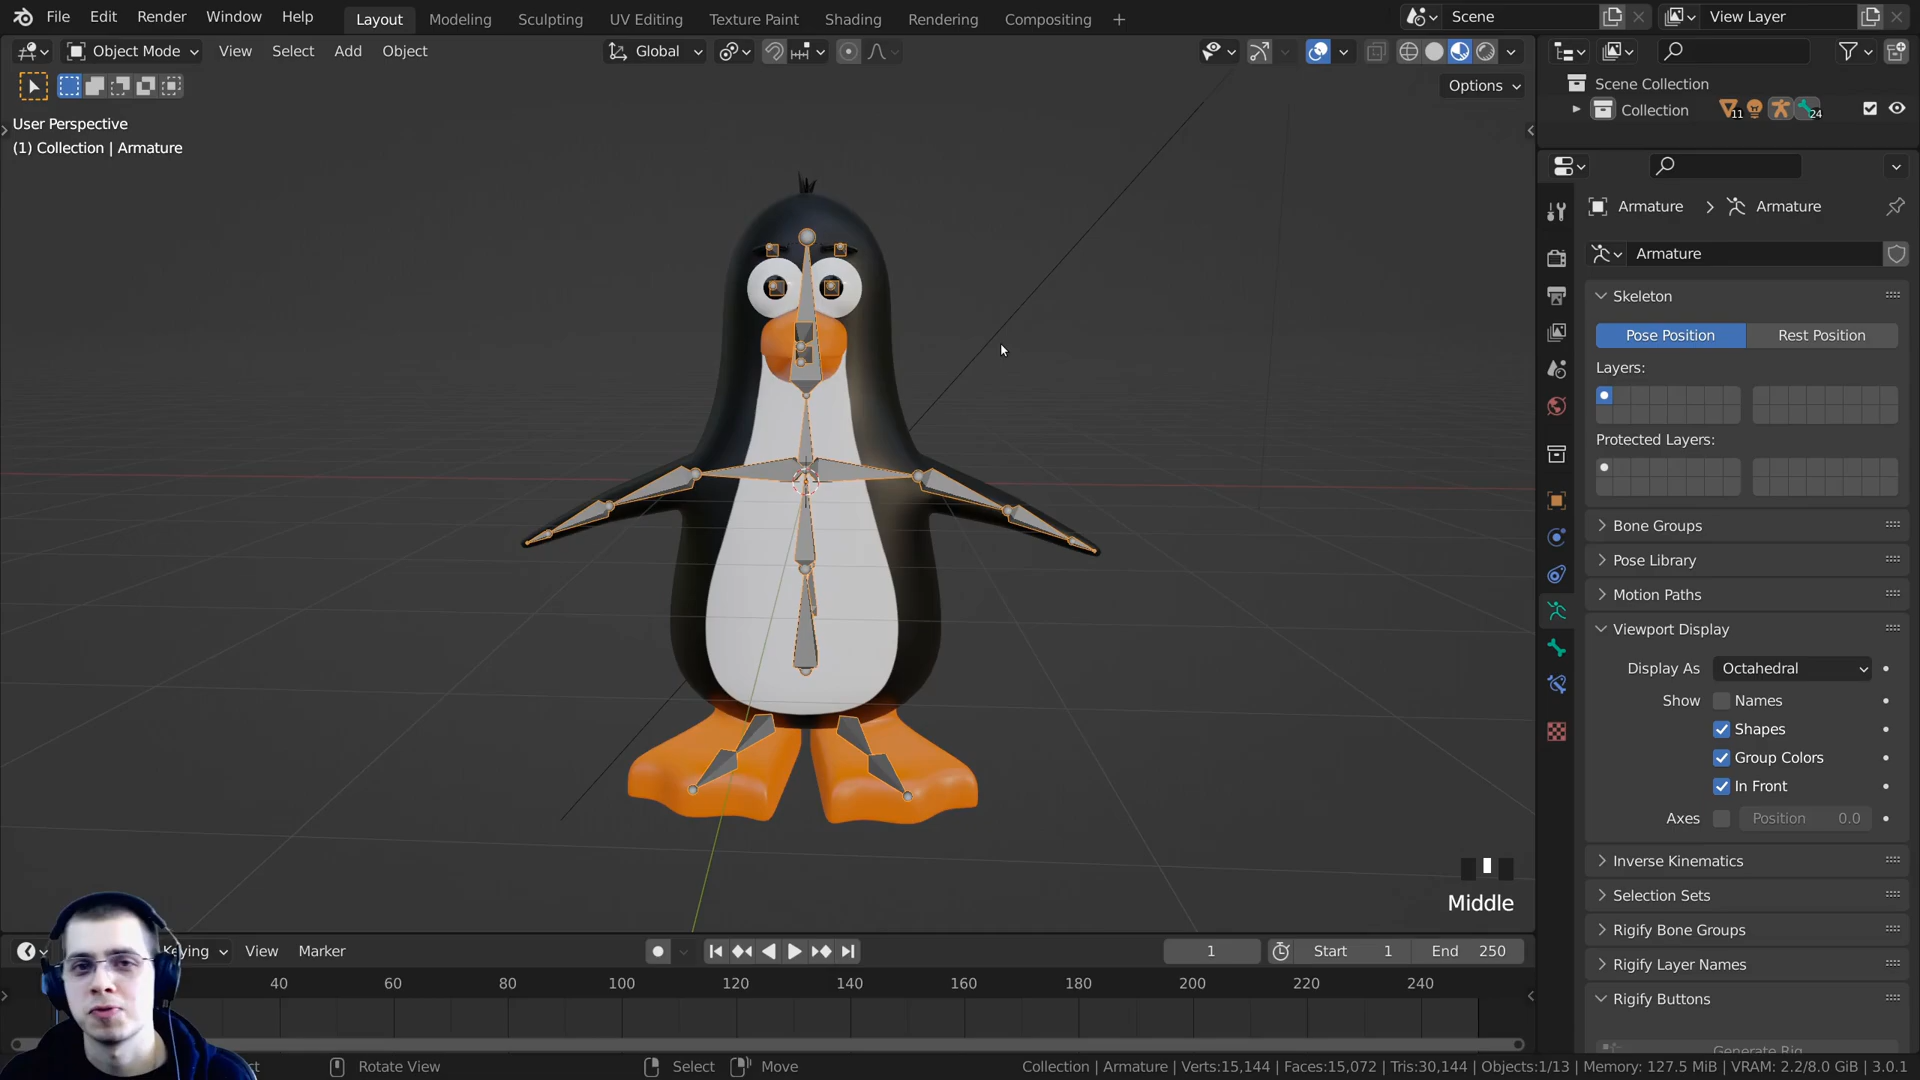 File Edit Render Window Help Layout Modeling Sculpting UV Editing Texture Paint Shading Rendering Compositing + Scene View Layer
Object Mode View Select Add Object Global
Options
User Perspective
(1) Collection | Armature
Scene Collection
Collection 11 24
Armature > Armature
Armature
Skeleton
Pose Position Rest Position
Layers:
Protected Layers:
Bone Groups
Pose Library
Motion Paths
Viewport Display
Display As Octahedral
Show Names
Shapes
Group Colors
In Front
Axes Position 0.0
Inverse Kinematics
Selection Sets
Rigify Bone Groups
Rigify Layer Names
Rigify Buttons
Middle
Keying View Marker 1 Start 1 End 250
40 60 80 100 120 140 160 180 200 220 240
Rotate View Select Move Collection | Armature | Verts:15,144 | Faces:15,072 | Tris:30,144 | Objects:1/13 | Memory: 127.5 MiB | VRAM: 2.2/8.0 GiB | 3.0.1